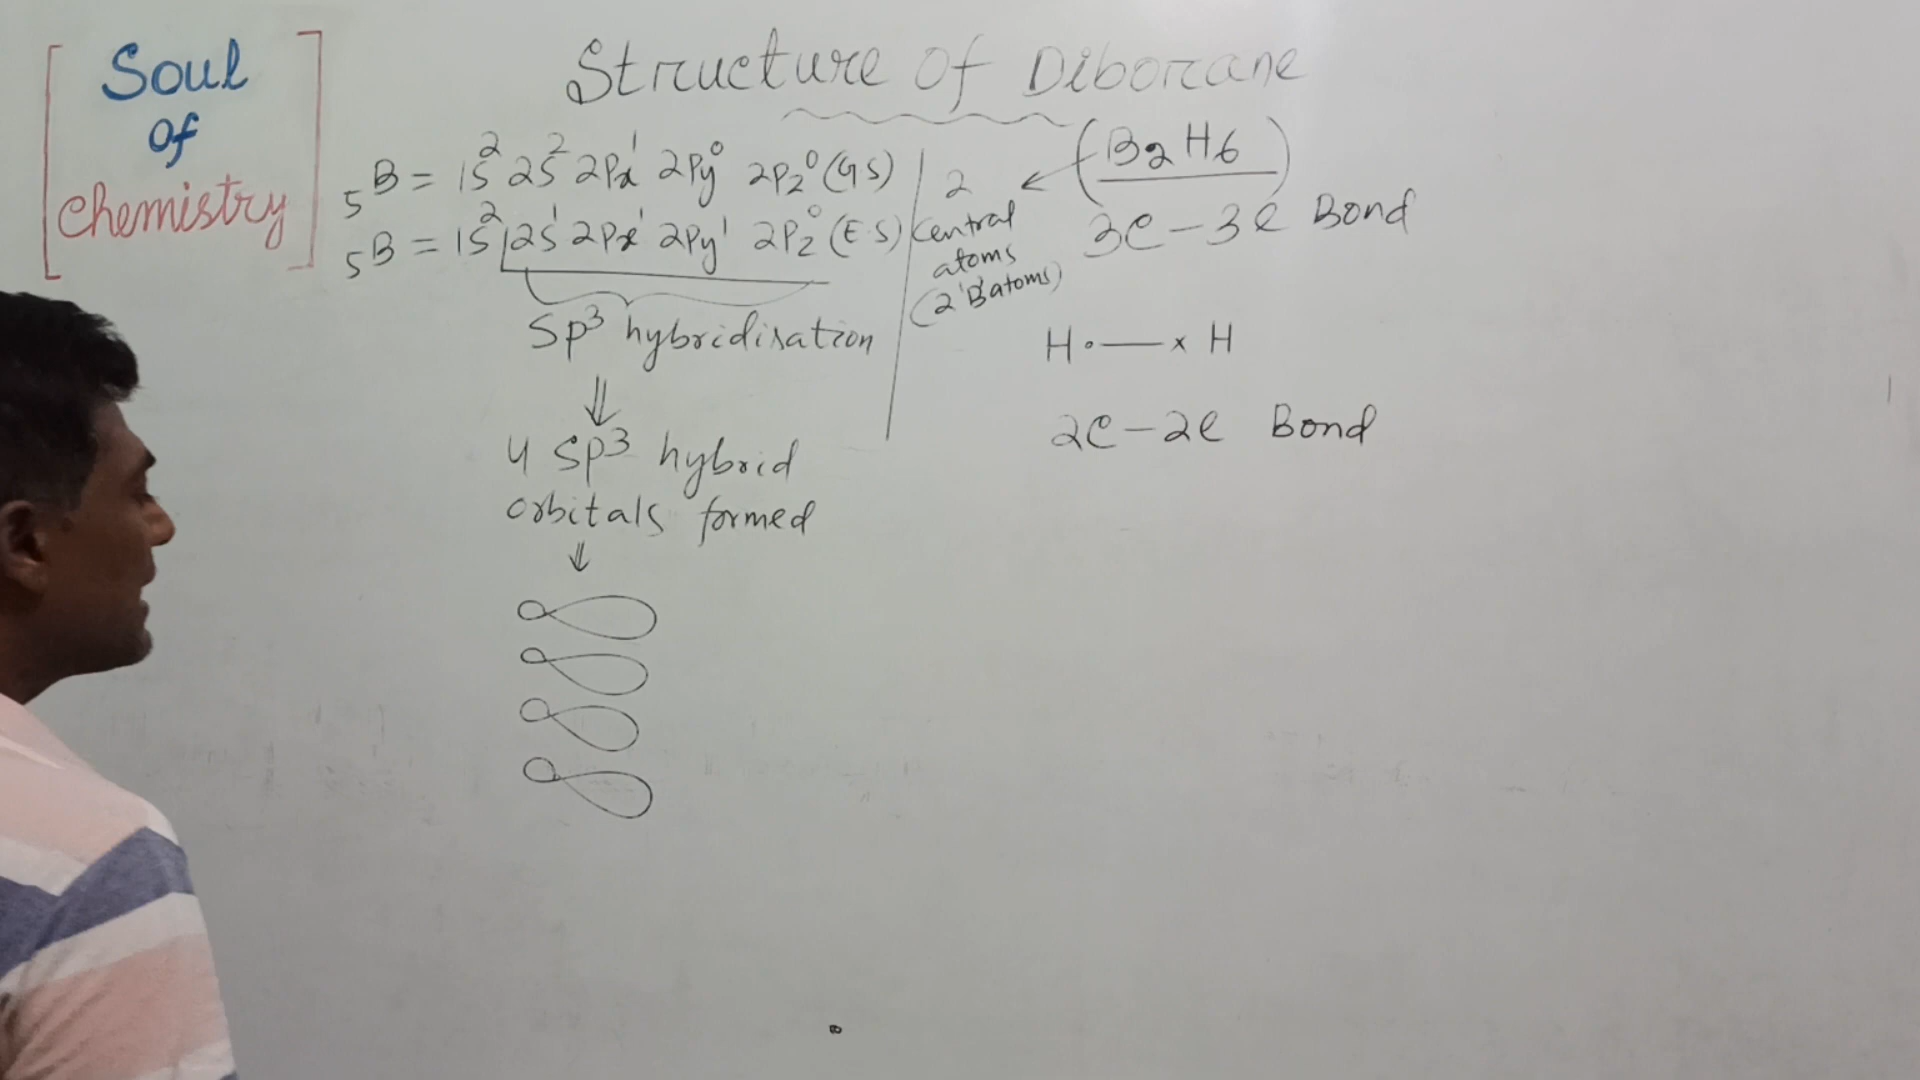 Soul
of
chemistry
Structure of Diborane
(B2H6)
₅B = 1S² 2S² 2Px¹ 2Py⁰ 2Pz⁰ (G S)
₅B = 1S² 2S¹ 2Px¹ 2Py¹ 2Pz⁰ (E.S)
Sp³ hybridisation
⇓
4 Sp³ hybrid
orbitals formed
⇓
2
central
atoms
(2 'B' atoms)
3C-3e Bond
H•—x H
2C-2e Bond